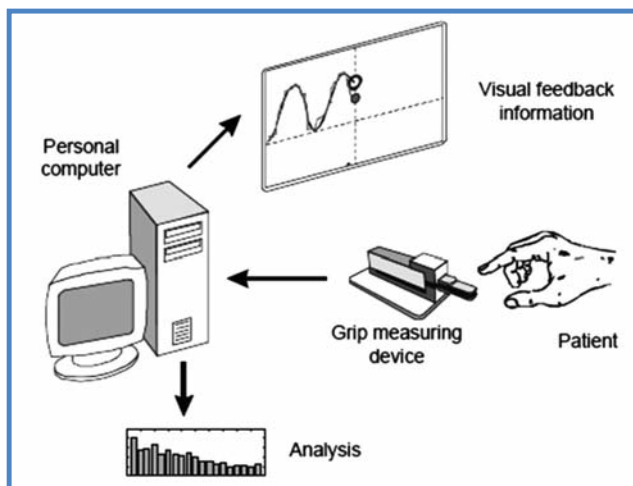 Visual feedback
information
Personal
computer
Grip measuring
device
Patient
Analysis